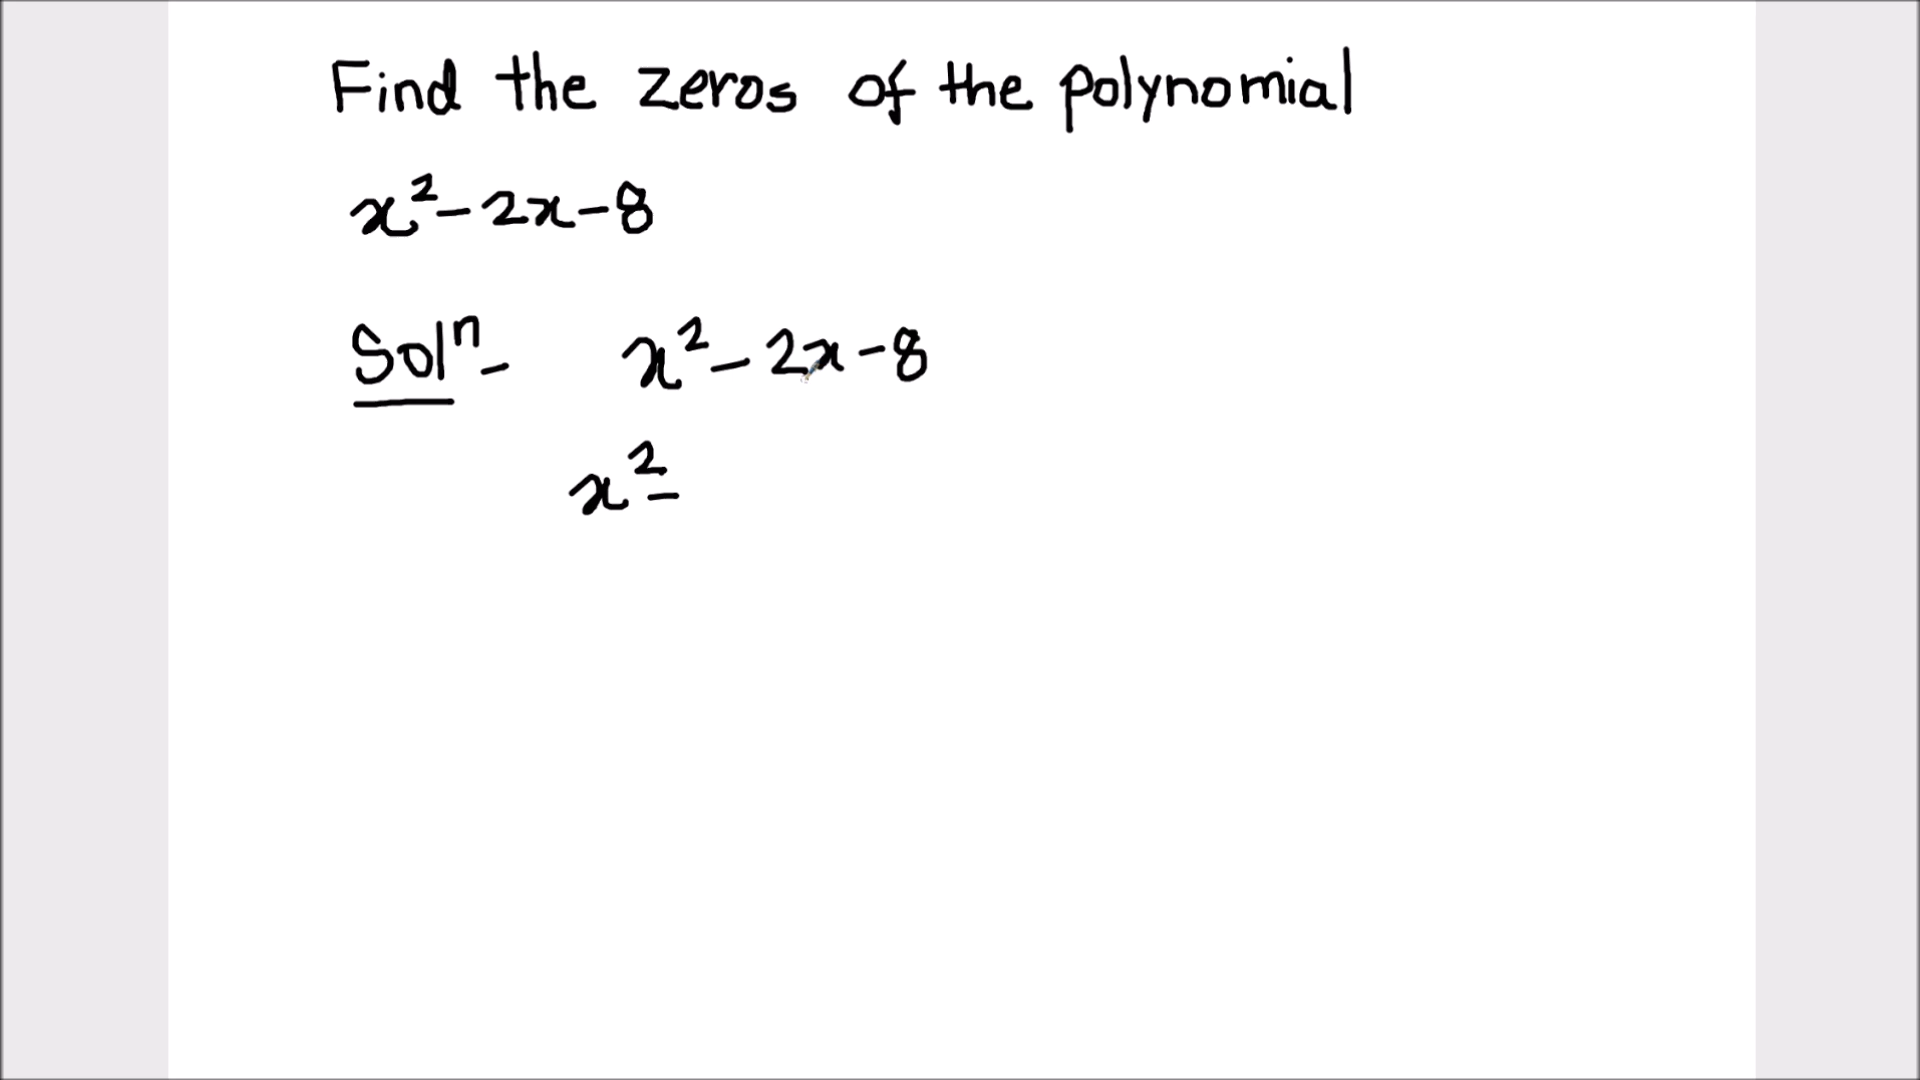 Find the zeros of the polynomial
x²-2x-8
Solⁿ- x²-2x-8
x²-